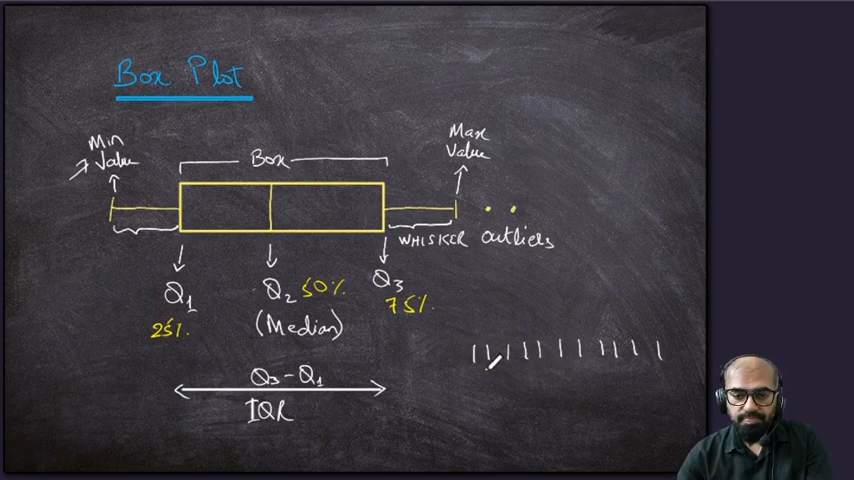 Box Plot
Min
Value
Box
Max
Value
WHISKER outliers
Q1
25%
Q2 50%
(Median)
Q3
75%
Q3-Q1
IQR